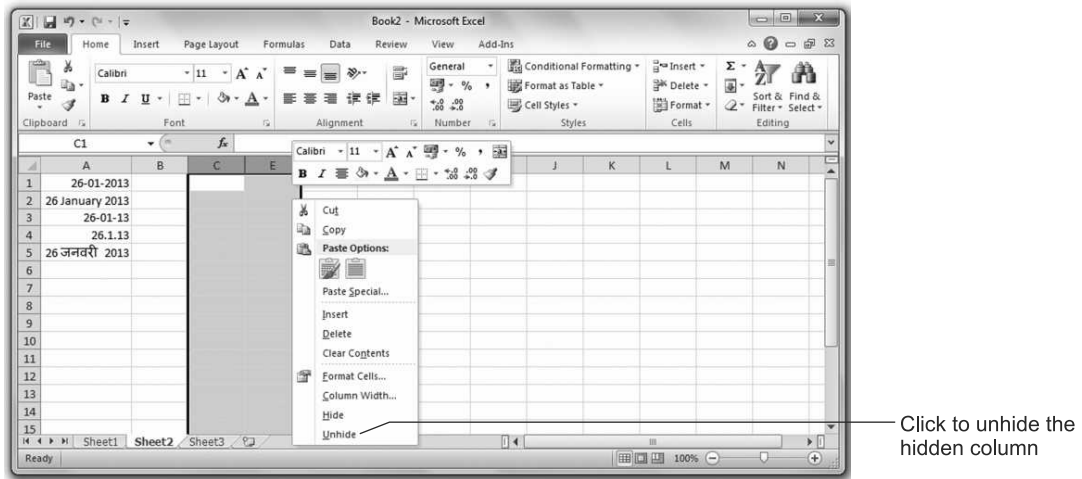 Book2 - Microsoft Excel
File Home Insert Page Layout Formulas Data Review View Add-Ins
Paste
Calibri 11 A A
B I U A
General
% ,
Conditional Formatting
Format as Table
Cell Styles
Insert
Delete
Format
Σ
Sort & Filter
Find & Select
Clipboard Font Alignment Number Styles Cells Editing
C1 fx
Calibri 11 A A % ,
B I A
A B C E J K L M N
1 26-01-2013
2 26 January 2013
3 26-01-13
4 26.1.13
5 26 जनवरी 2013
6
7
8
9
10
11
12
13
14
15
Cut
Copy
Paste Options:
Paste Special...
Insert
Delete
Clear Contents
Format Cells...
Column Width...
Hide
Unhide
Click to unhide the
hidden column
Sheet1 Sheet2 Sheet3
Ready 100%